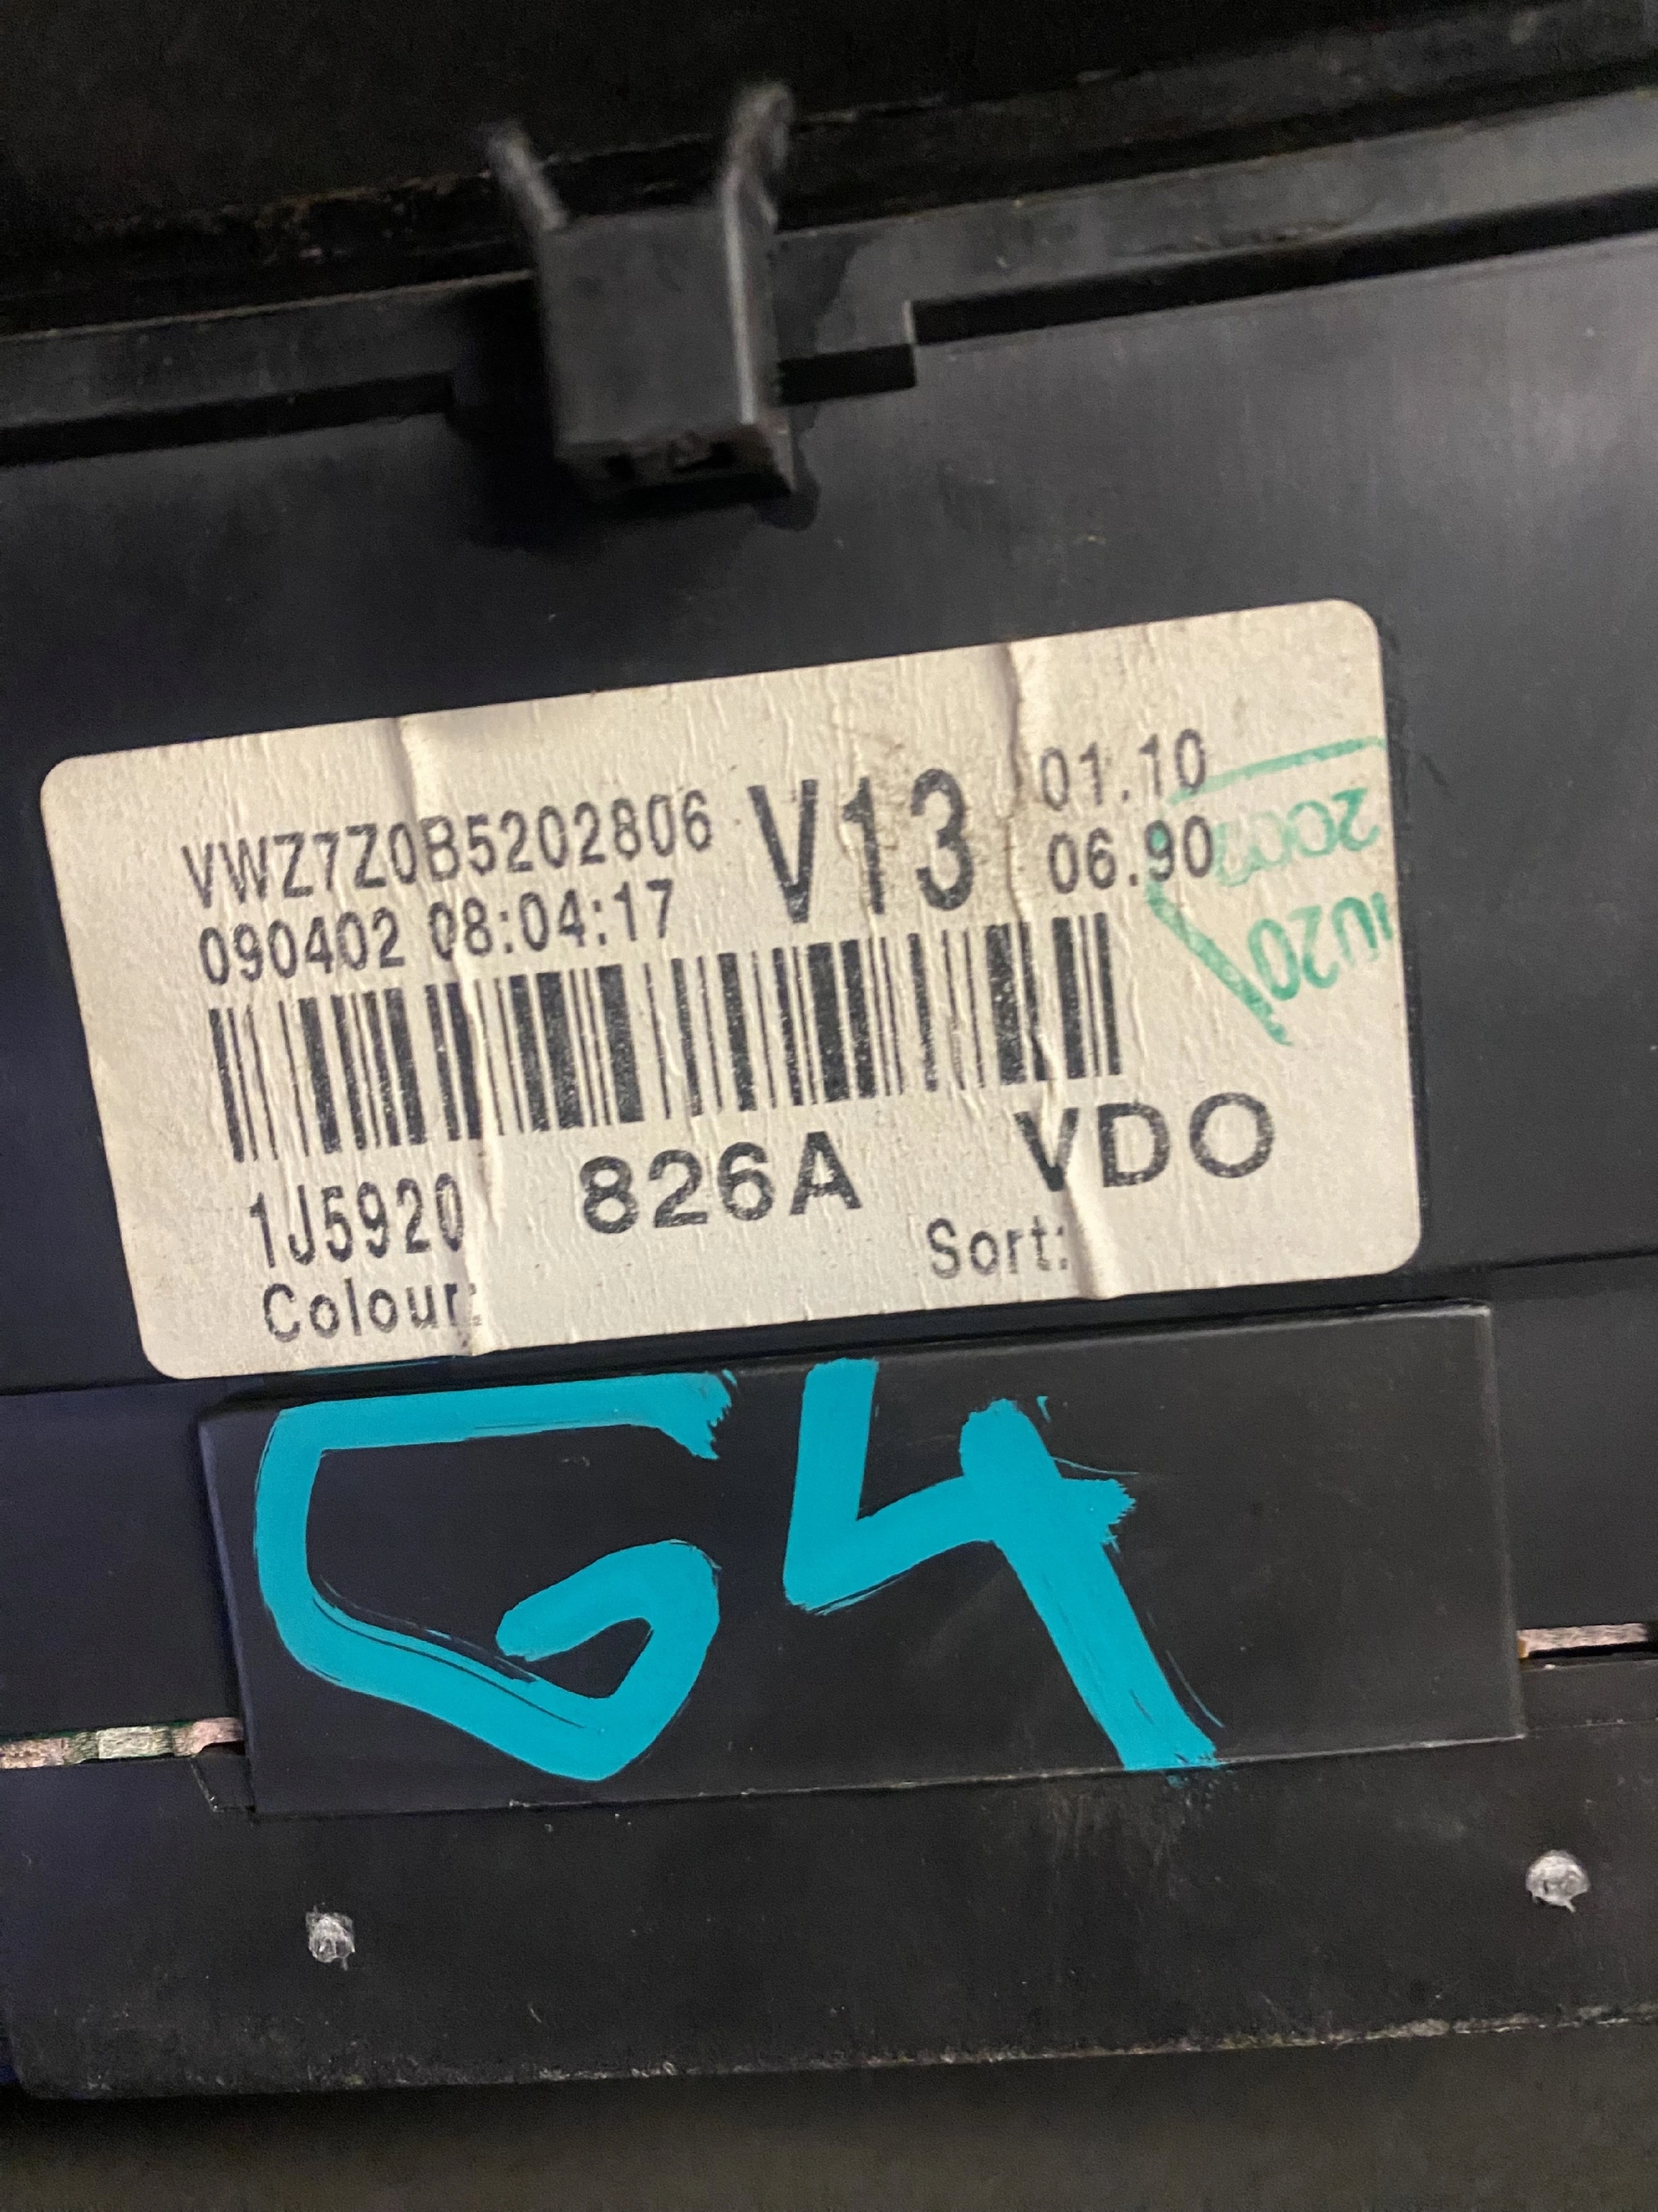 VWZ7Z0B5202806 V13 01.10
090402 08:04:17 06.90
1J5920 826A VDO
Colour: Sort:
G4